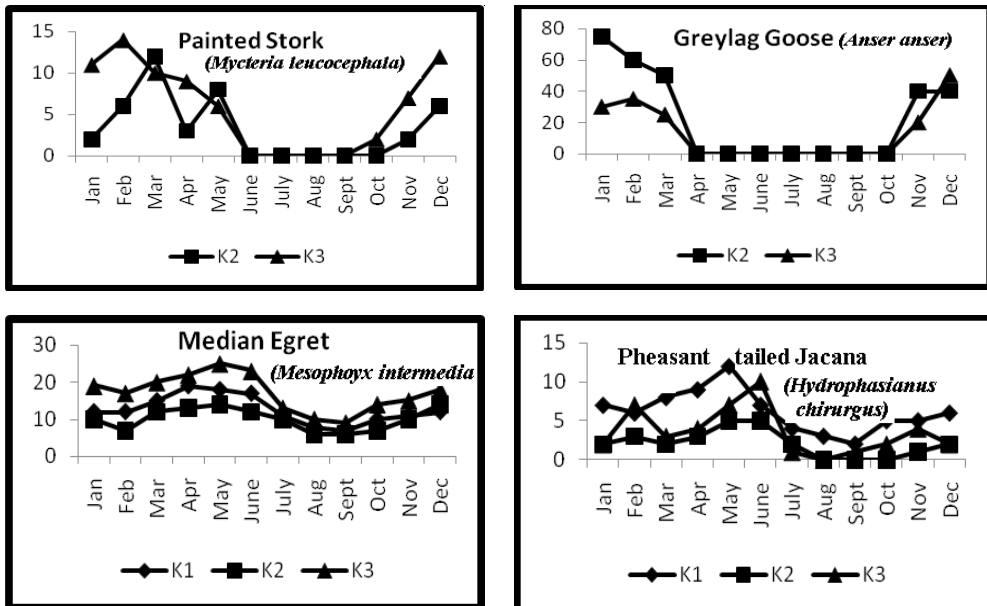 Painted Stork
(Mycteria leucocephala)
15
10
5
0
Jan Feb Mar Apr May June July Aug Sept Oct Nov Dec
K2 K3
Greylag Goose (Anser anser)
80
60
40
20
0
Jan Feb Mar Apr May Jun July Aug Sept Oct Nov Dec
K2 K3
Median Egret
(Mesophoyx intermedia
30
20
10
0
Jan Feb Mar Apr May June July Aug Sept Oct Nov Dec
K1 K2 K3
Pheasant tailed Jacana
(Hydrophasianus
chirurgus)
15
10
5
0
Jan Feb Mar Apr May June July Aug Sept Oct Nov Dec
K1 K2 K3